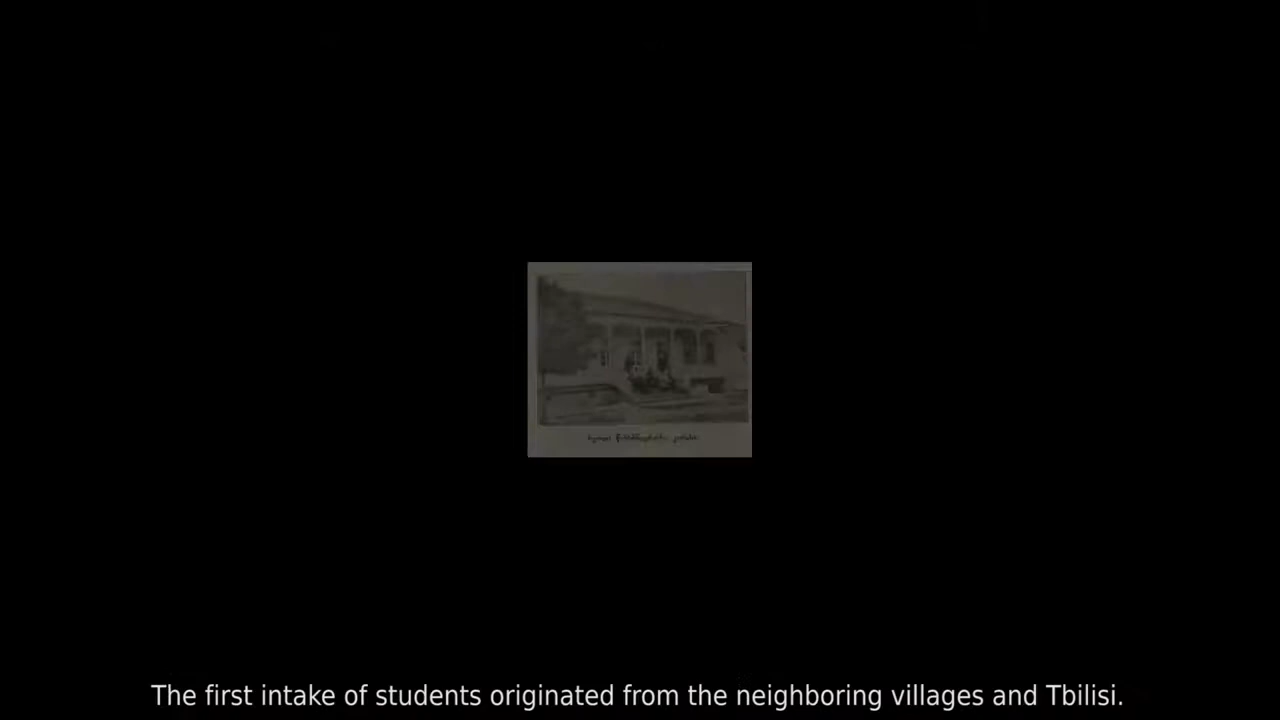 The first intake of students originated from the neighboring villages and Tbilisi.